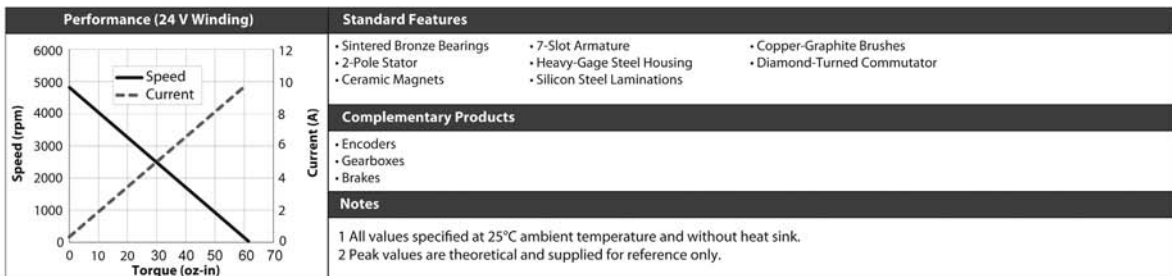 Performance (24 V Winding)
6000
5000
4000
3000
2000
1000
0
Speed (rpm)
Speed
Current
12
10
8
6
4
2
0
Current (A)
0 10 20 30 40 50 60 70
Torque (oz-in)
Standard Features
• Sintered Bronze Bearings
• 2-Pole Stator
• Ceramic Magnets
• 7-Slot Armature
• Heavy-Gage Steel Housing
• Silicon Steel Laminations
• Copper-Graphite Brushes
• Diamond-Turned Commutator
Complementary Products
• Encoders
• Gearboxes
• Brakes
Notes
1 All values specified at 25°C ambient temperature and without heat sink.
2 Peak values are theoretical and supplied for reference only.